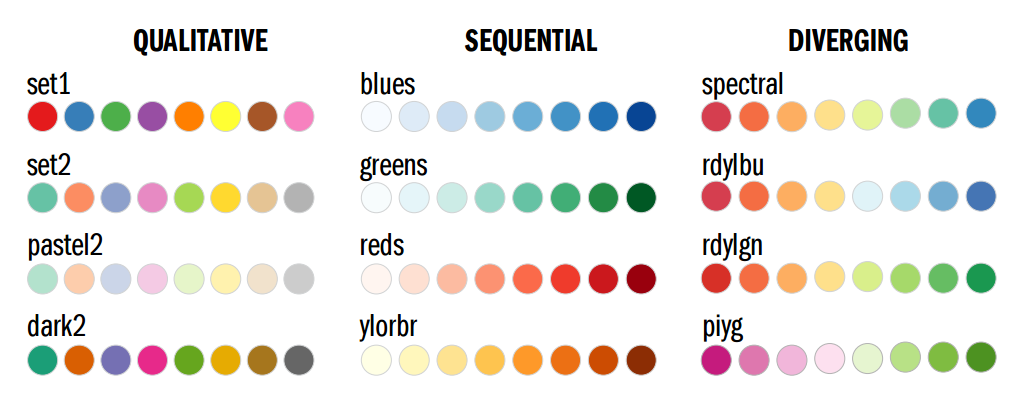 QUALITATIVE SEQUENTIAL DIVERGING
set1 blues spectral
set2 greens rdylbu
pastel2 reds rdylgn
dark2 ylorbr piyg